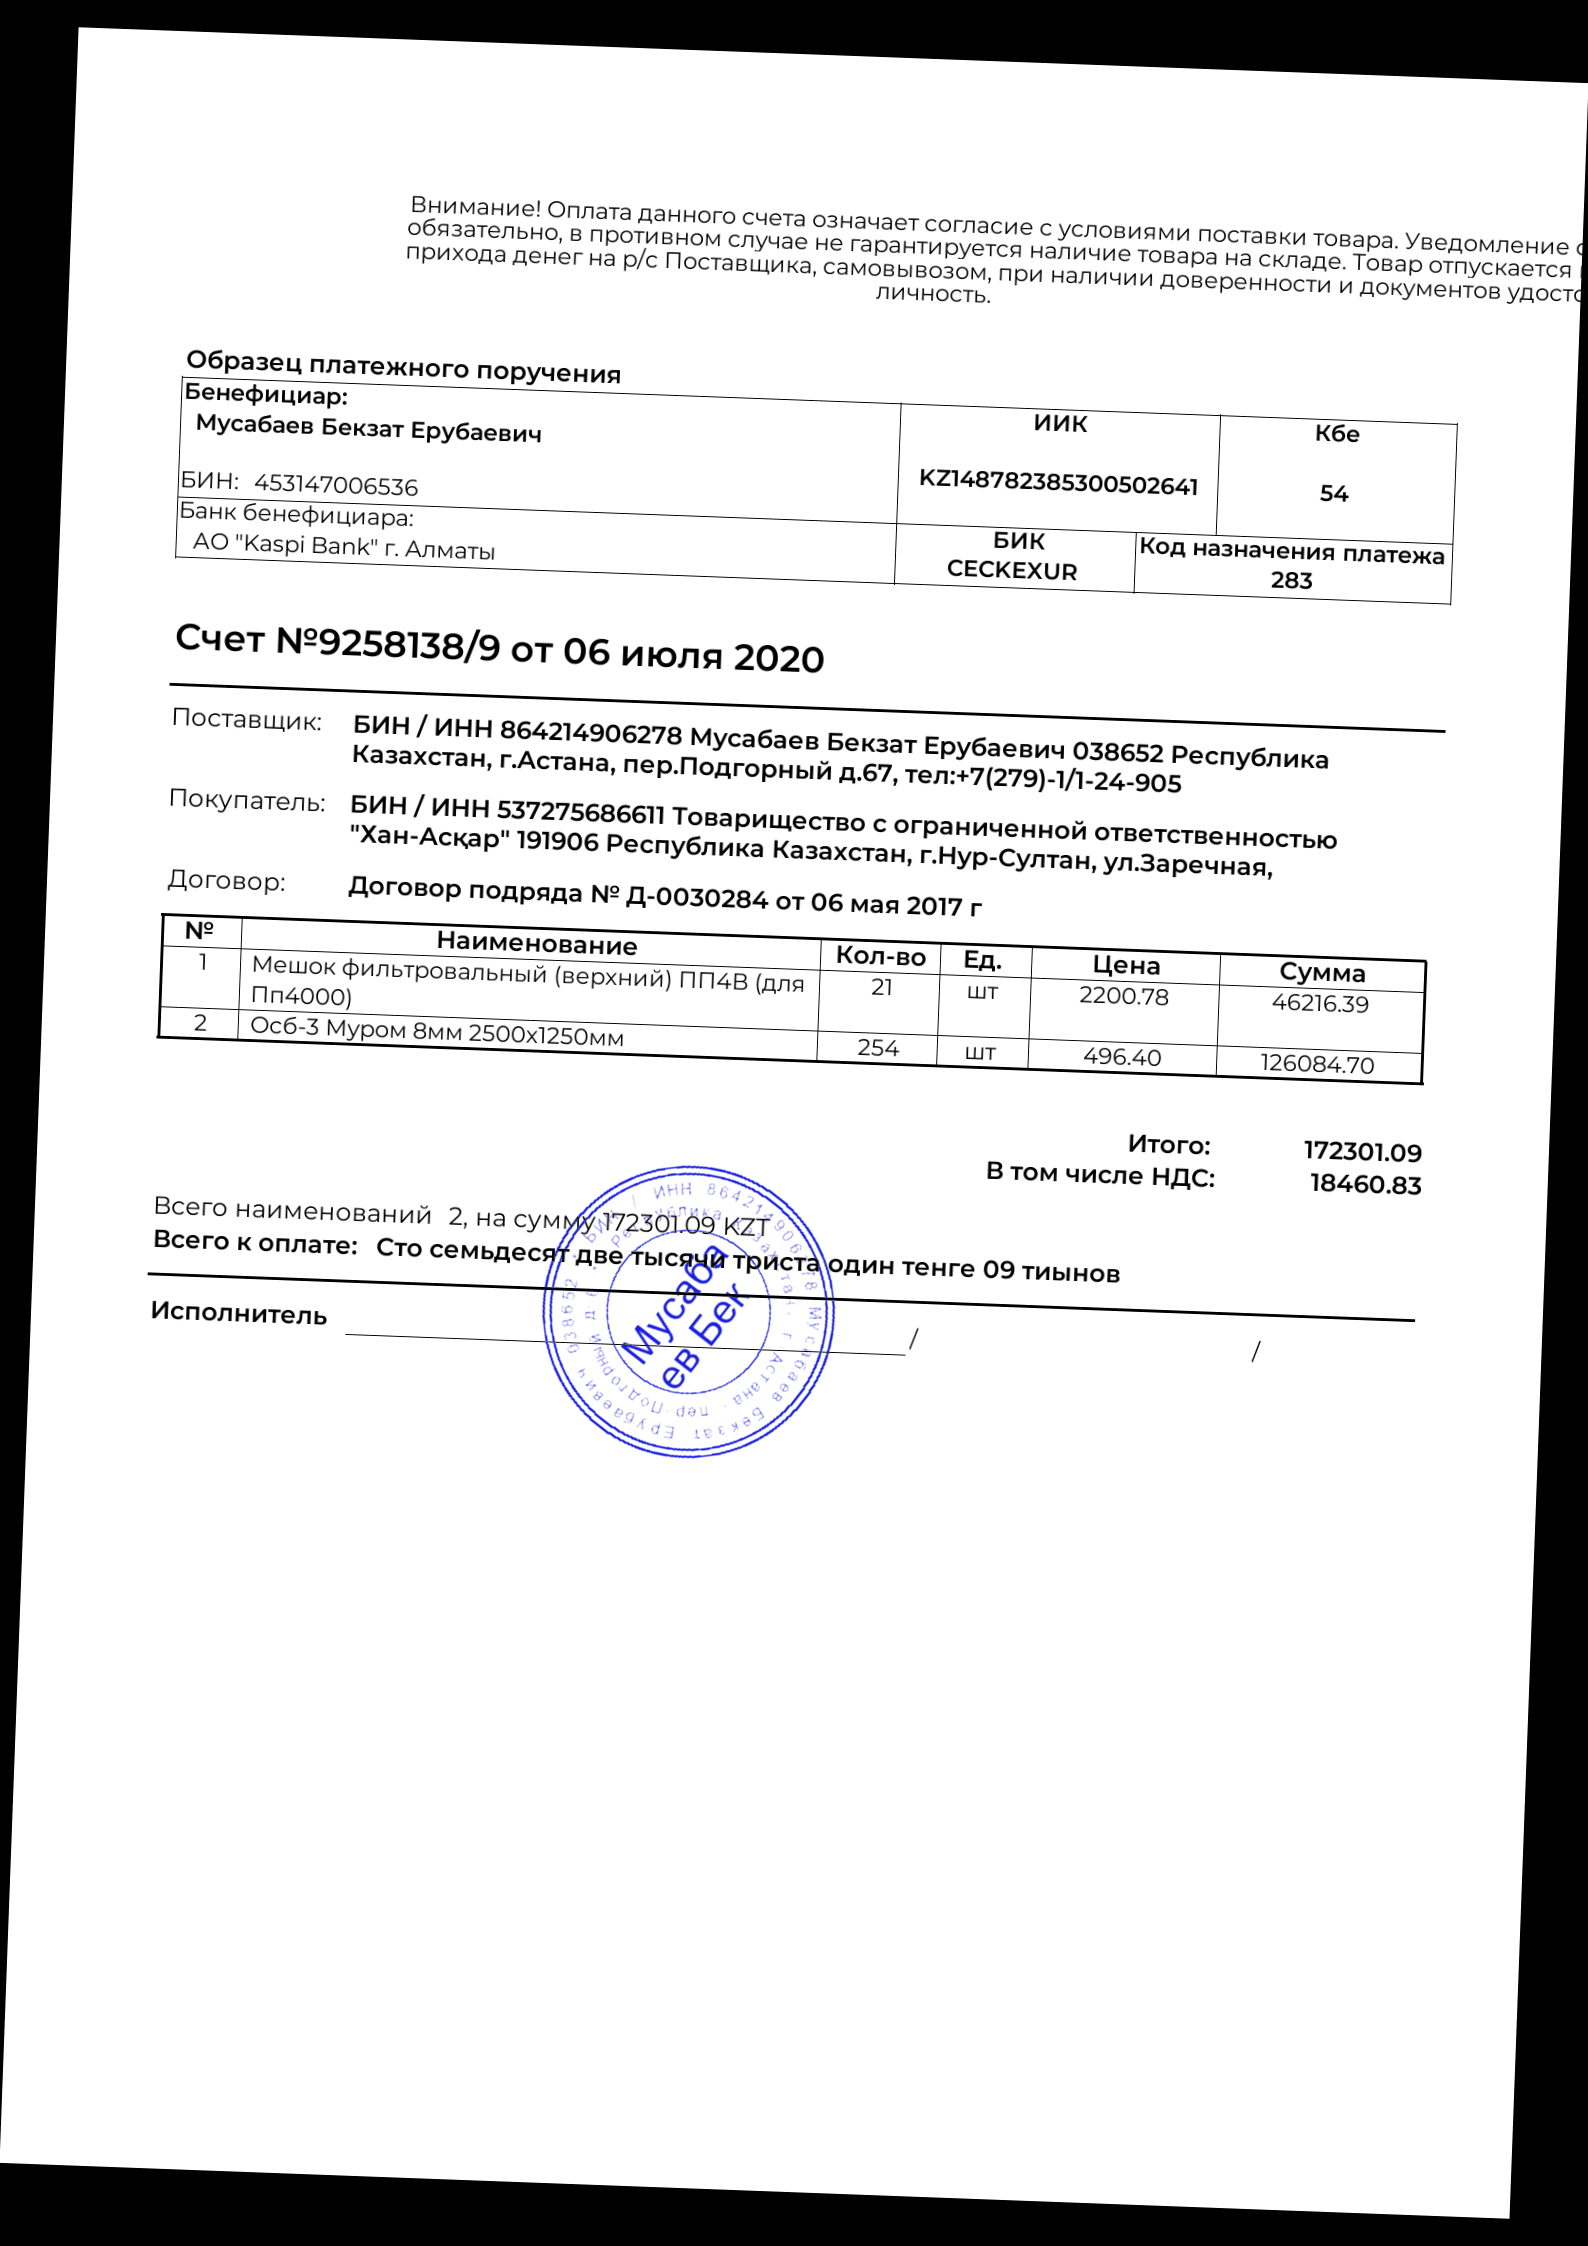 Внимание! Оплата данного счета означает согласие с условиями поставки товара. Уведомление
обязательно, в противном случае не гарантируется наличие товара на складе. Товар отпускается
прихода денег на р/с Поставщика, самовывозом, при наличии доверенности и документов удосто
личность.
Образец платежного поручения
Бенефициар: ИИК Кбе
Мусабаев Бекзат Ерубаевич
БИН: 453147006536 KZ148782385300502641 54
Банк бенефициара: БИК Код назначения платежа
АО "Kaspi Bank" г. Алматы CECKEXUR 283
Счет №9258138/9 от 06 июля 2020
Поставщик: БИН / ИНН 864214906278 Мусабаев Бекзат Ерубаевич 038652 Республика
Казахстан, г.Астана, пер.Подгорный д.67, тел:+7(279)-1/1-24-905
Покупатель: БИН / ИНН 537275686611 Товарищество с ограниченной ответственностью
"Хан-Асқар" 191906 Республика Казахстан, г.Нур-Султан, ул.Заречная,
Договор: Договор подряда № Д-0030284 от 06 мая 2017 г
№ Наименование Кол-во Ед. Цена Сумма
1 Мешок фильтровальный (верхний) ПП4В (для 21 шт 2200.78 46216.39
Пп4000)
2 Осб-3 Муром 8мм 2500х1250мм 254 шт 496.40 126084.70
Итого: 172301.09
В том числе НДС: 18460.83
Всего наименований 2, на сумму 172301.09 KZT
Всего к оплате: Сто семьдесят две тысячи триста один тенге 09 тиынов
Исполнитель / /
БИН / ИНН 864214906278 Мусабаев Бекзат Ерубаевич 038652
Республика Казахстан, г Астана, пер Подгорный д 6
Мусаба
ев Бек